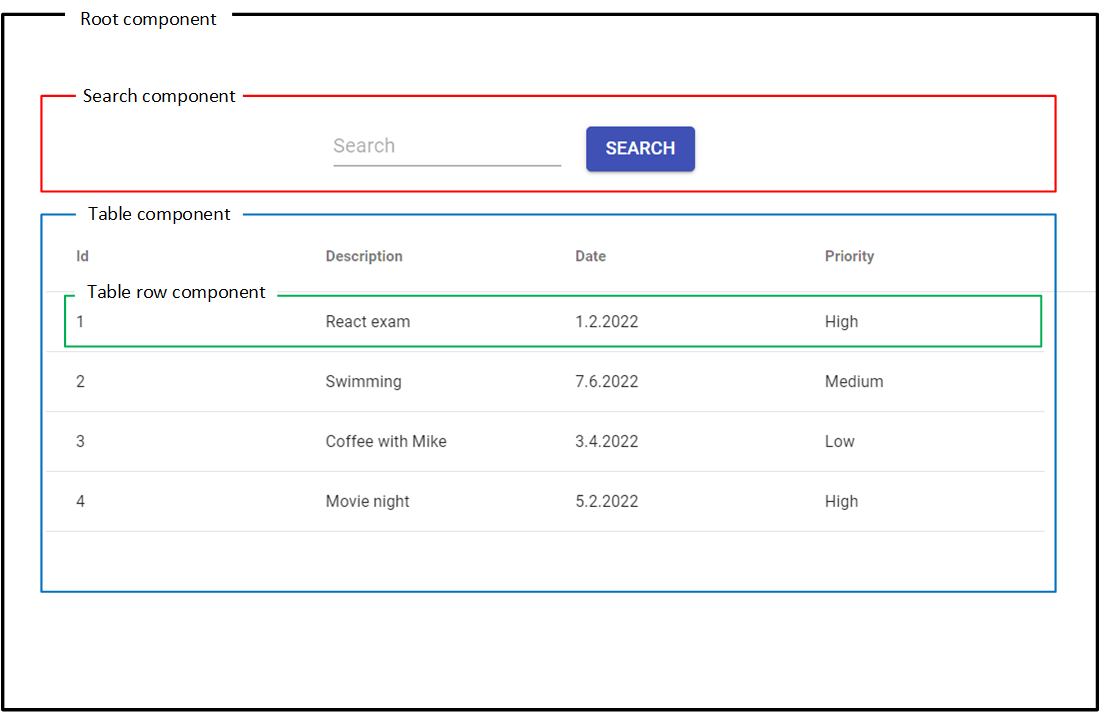 Root component
Search component
Search SEARCH
Table component
Id Description Date Priority
Table row component
1 React exam 1.2.2022 High
2 Swimming 7.6.2022 Medium
3 Coffee with Mike 3.4.2022 Low
4 Movie night 5.2.2022 High